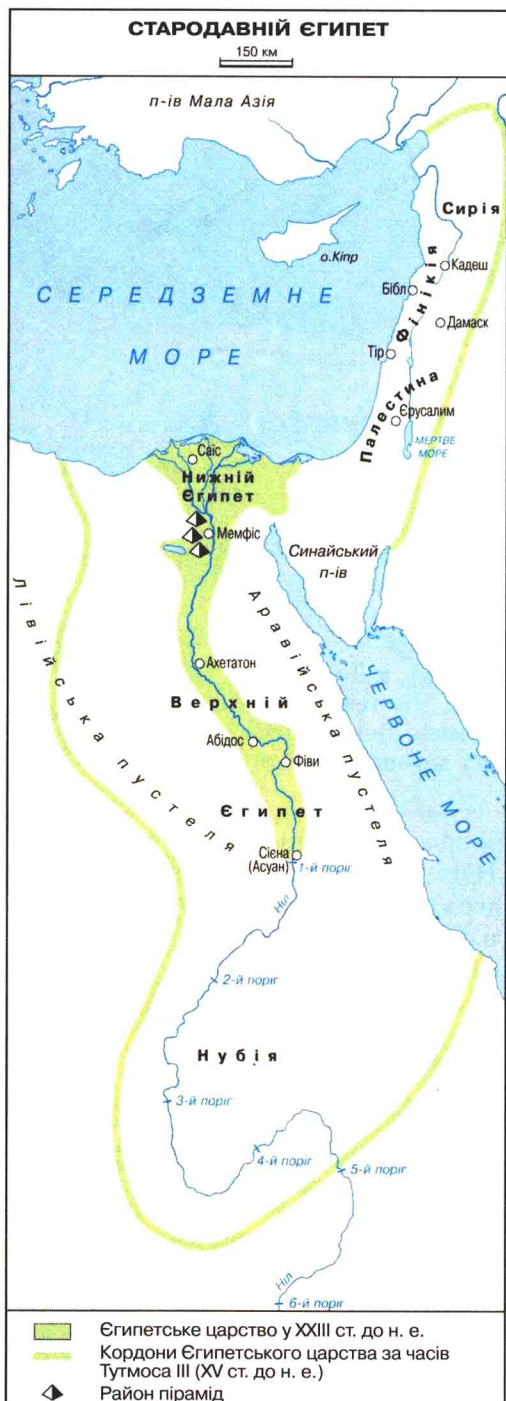 СТАРОДАВНІЙ ЄГИПЕТ
150 км
п-ів Мала Азія
Сирія
о.Кіпр
Кадеш
Бібл
Фінікія
Дамаск
СЕРЕДЗЕМНЕ
МОРЕ
Тір
Палестина
Єрусалим
МЕРТВЕ
МОРЕ
Саїс
Нижній
Єгипет
Мемфіс
Синайський
п-ів
Лівійська пустеля
Аравійська пустеля
ЧЕРВОНЕ МОРЕ
Ахетатон
Верхній
Абідос
Фіви
Єгипет
Сієна
(Асуан)
1-й поріг
Ніл
2-й поріг
Нубія
3-й поріг
4-й поріг
5-й поріг
Ніл
6-й поріг
Єгипетське царство у XXIII ст. до н. е.
Кордони Єгипетського царства за часів
Тутмоса III (XV ст. до н. е.)
Район пірамід